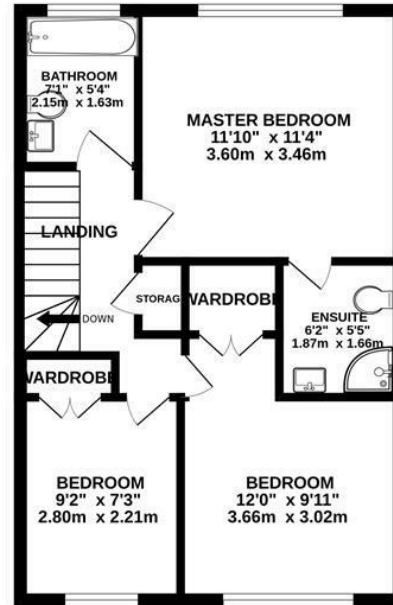 BATHROOM
7'1" x 5'4"
2.15m x 1.63m
MASTER BEDROOM
11'10" x 11'4"
3.60m x 3.46m
LANDING
STORAG
WARDROBE
ENSUITE
6'2" x 5'5"
1.87m x 1.66m
DOWN
WARDROBE
BEDROOM
9'2" x 7'3"
2.80m x 2.21m
BEDROOM
12'0" x 9'11"
3.66m x 3.02m